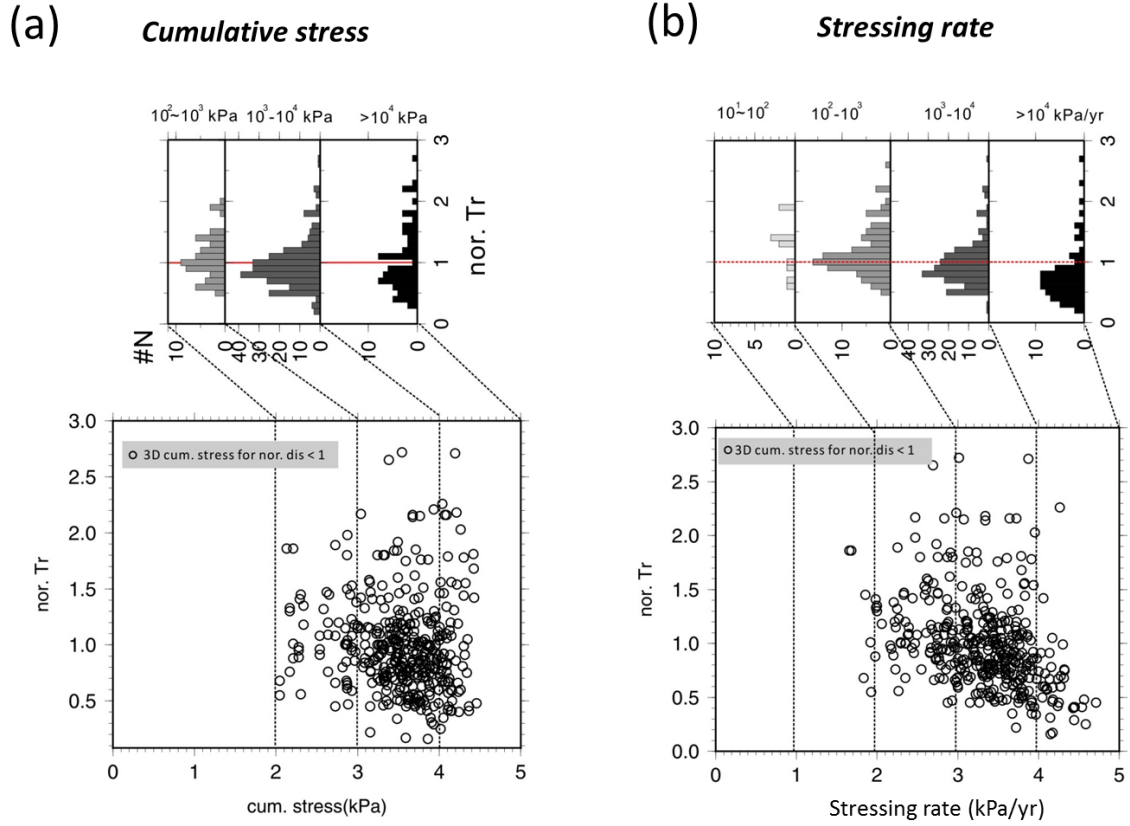 (a)
Cumulative stress
10²~10³ kPa 10³-10⁴ kPa >10⁴ kPa
3
2
1
0
nor. Tr
#N
10 0 40 30 20 10 0 10 0
3.0
2.5
2.0
1.5
1.0
0.5
nor. Tr
3D cum. stress for nor. dis < 1
0 1 2 3 4 5
cum. stress(kPa)
(b)
Stressing rate
10¹~10² 10²-10³ 10³-10⁴ >10⁴ kPa/yr
3
2
1
0
nor. Tr
10 5 0 10 0 40 30 20 10 0 10 0
3.0
2.5
2.0
1.5
1.0
0.5
0.0
nor. Tr
3D cum. stress for nor. dis < 1
0 1 2 3 4 5
Stressing rate (kPa/yr)